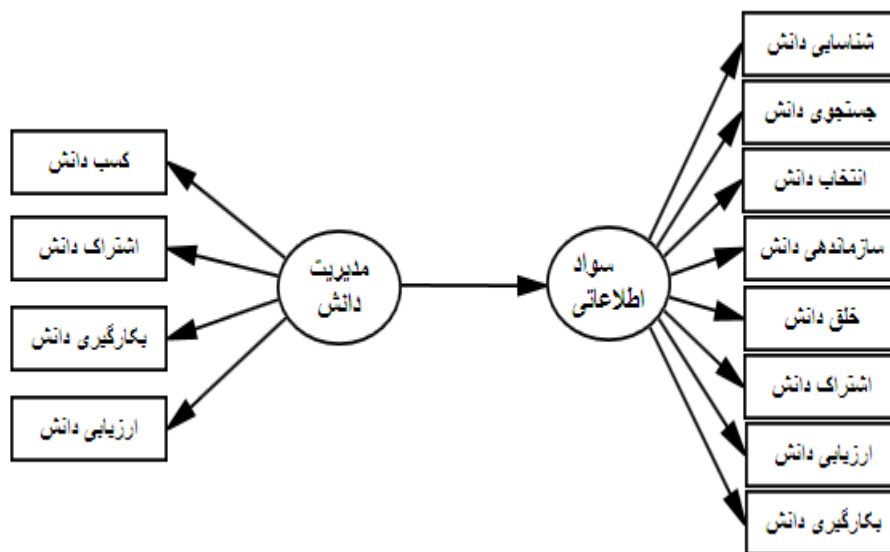 شناسایی دانش
جستجوی دانش
انتخاب دانش
سازماندهی دانش
خلق دانش
اشتراک دانش
ارزیابی دانش
بکارگیری دانش
سواد
اطلاعاتی
مدیریت
دانش
کسب دانش
اشتراک دانش
بکارگیری دانش
ارزیابی دانش